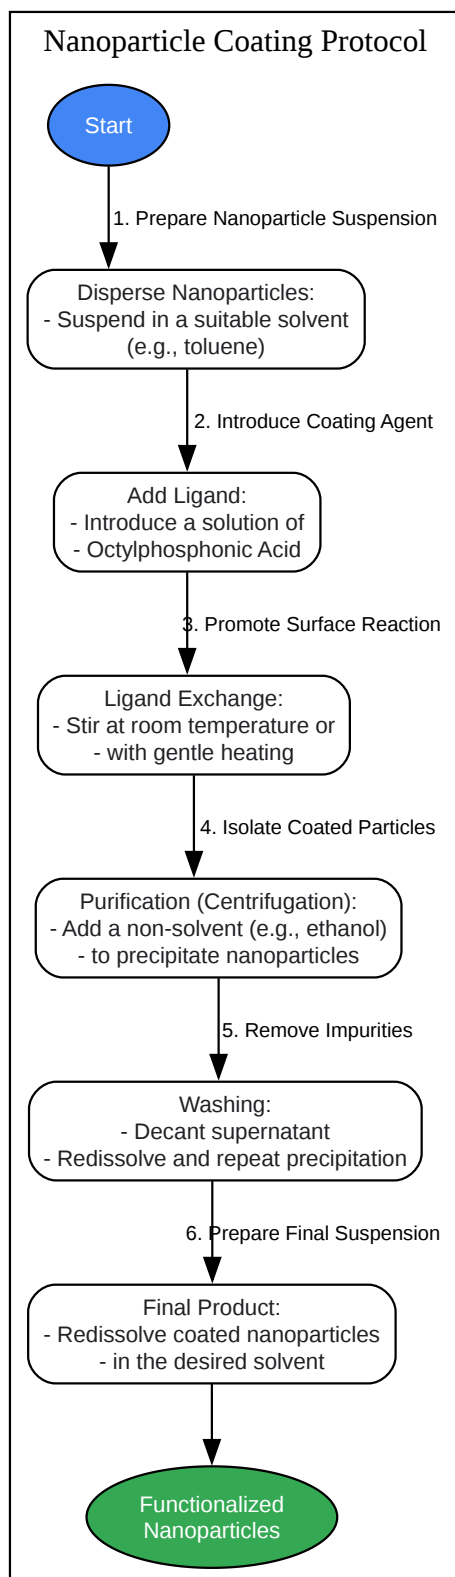 Nanoparticle Coating Protocol
Start
1. Prepare Nanoparticle Suspension
Disperse Nanoparticles:
- Suspend in a suitable solvent
(e.g., toluene)
2. Introduce Coating Agent
Add Ligand:
- Introduce a solution of
- Octylphosphonic Acid
3. Promote Surface Reaction
Ligand Exchange:
- Stir at room temperature or
- with gentle heating
4. Isolate Coated Particles
Purification (Centrifugation):
- Add a non-solvent (e.g., ethanol)
- to precipitate nanoparticles
5. Remove Impurities
Washing:
- Decant supernatant
- Redissolve and repeat precipitation
6. Prepare Final Suspension
Final Product:
- Redissolve coated nanoparticles
- in the desired solvent
Functionalized
Nanoparticles